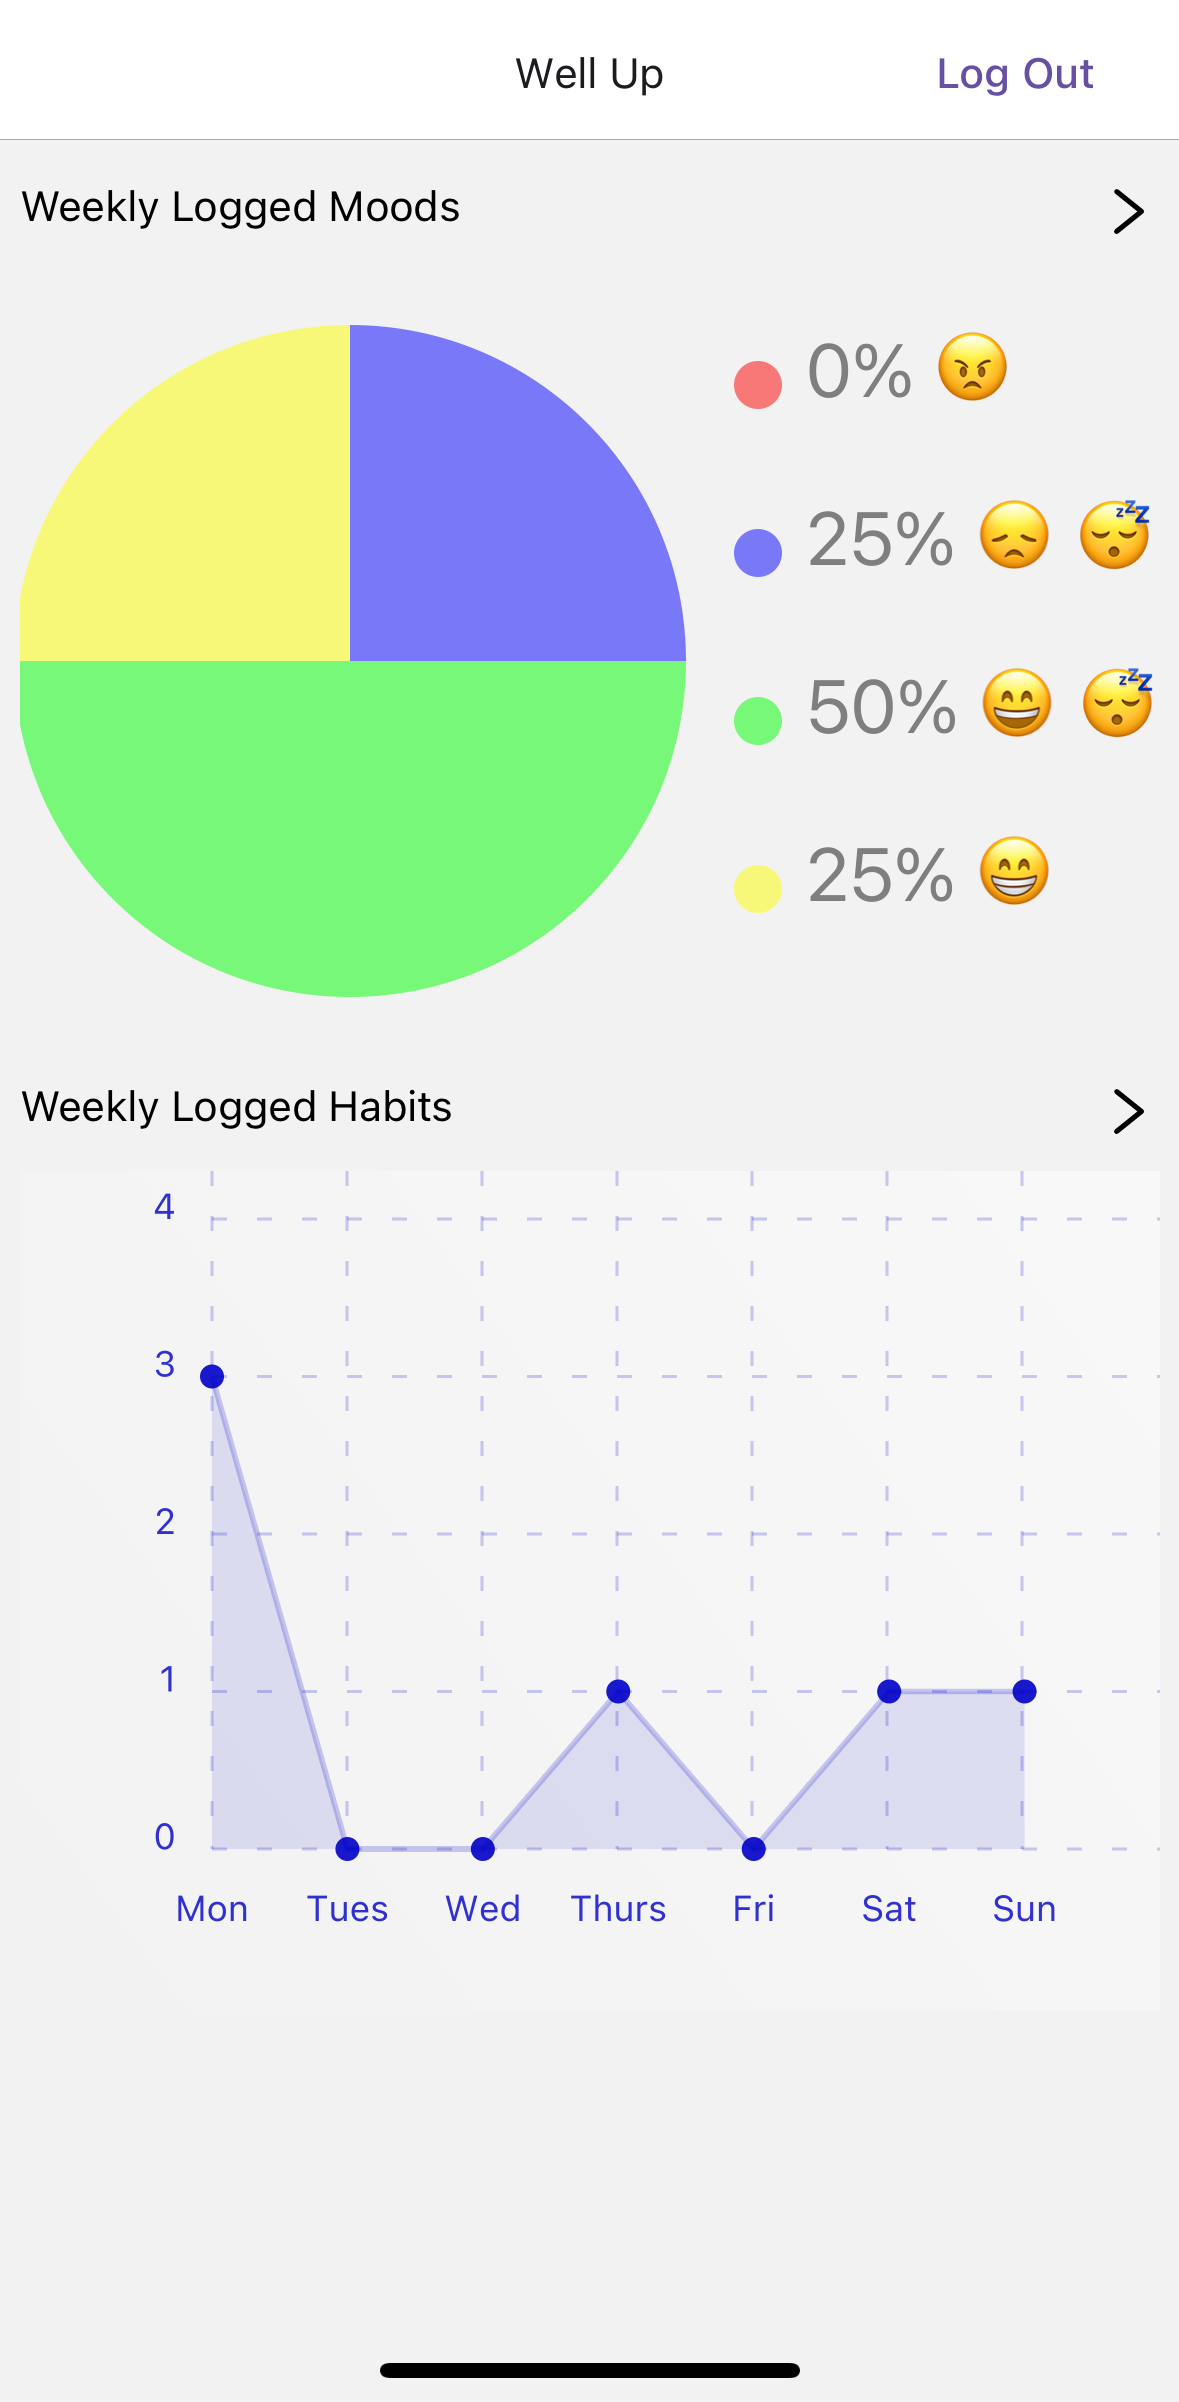 Well Up
Log Out
Weekly Logged Moods
0% 😠
25% 😞 😴
50% 😄 😴
25% 😁
Weekly Logged Habits
4
3
2
1
0
Mon Tues Wed Thurs Fri Sat Sun